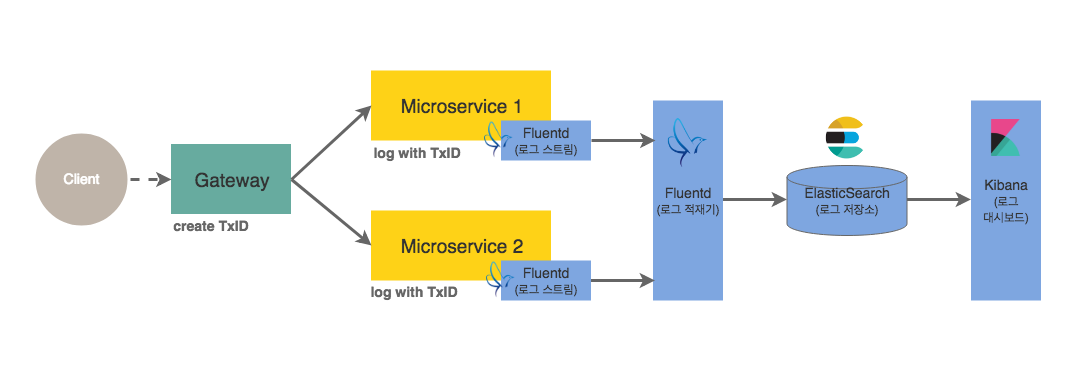 Client
Gateway
create TxID
Microservice 1
Fluentd
(로그 스트림)
log with TxID
Microservice 2
Fluentd
(로그 스트림)
log with TxID
Fluentd
(로그 적재기)
ElasticSearch
(로그 저장소)
Kibana
(로그
대시보드)